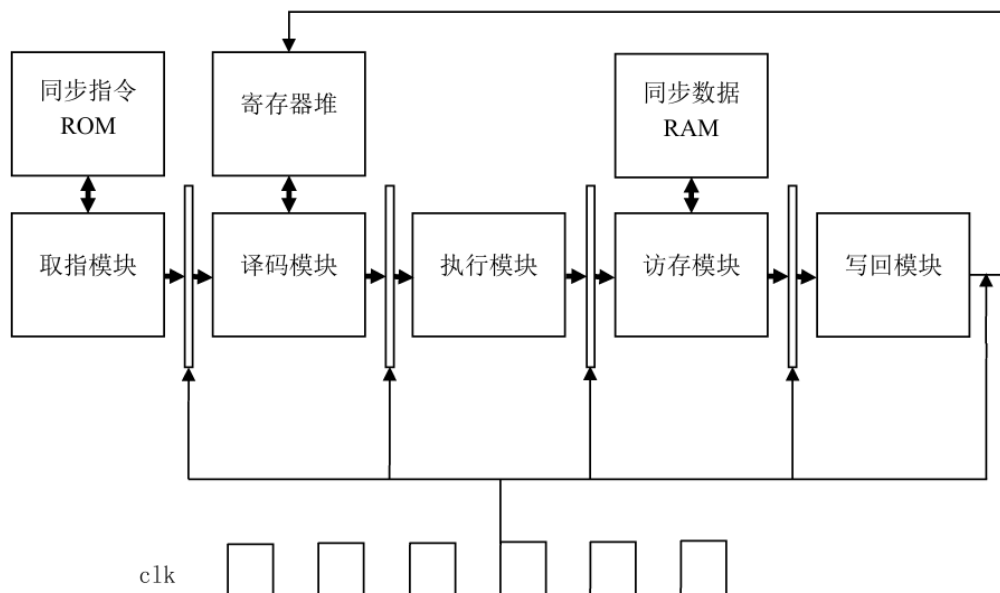 同步指令
ROM
寄存器堆
同步数据
RAM
取指模块
译码模块
执行模块
访存模块
写回模块
clk